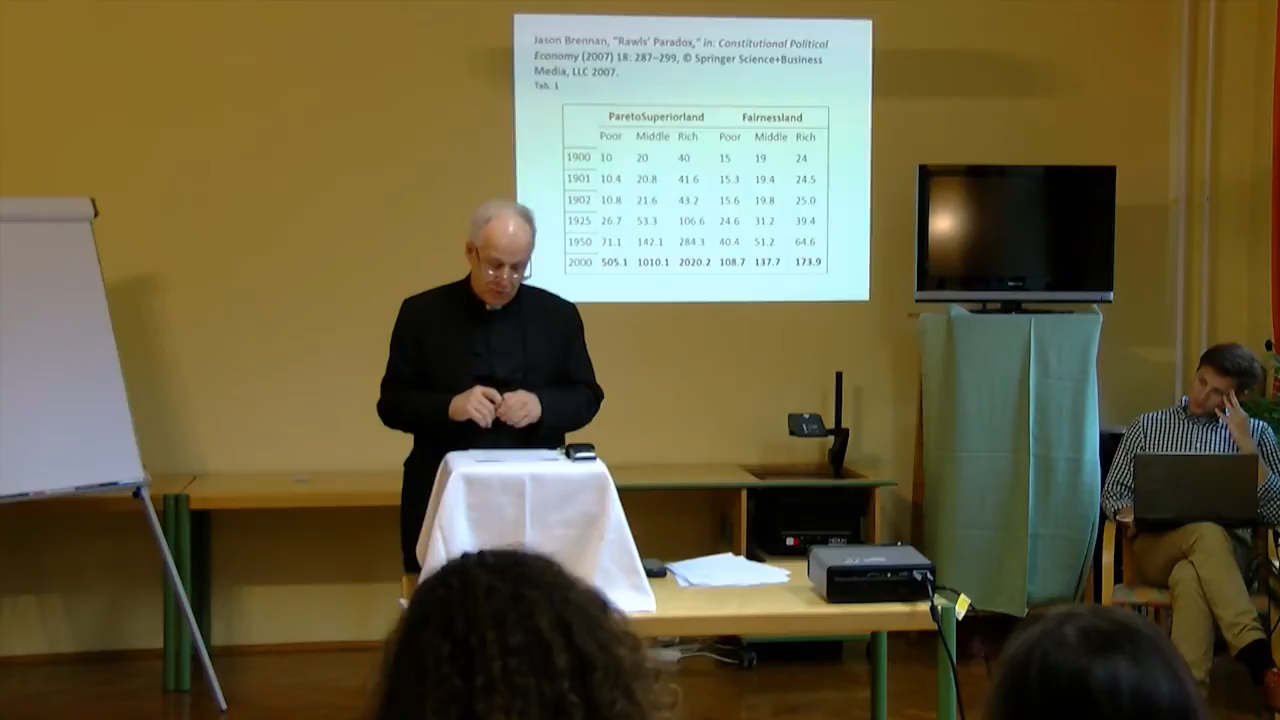 Jason Brennan, "Rawls' Paradox," in: Constitutional Political
Economy (2007) 18: 287–299, © Springer Science+Business
Media, LLC 2007.
Tab. 1
ParetoSuperiorland Fairnessland
Poor Middle Rich Poor Middle Rich
1900 10 20 40 15 19 24
1901 10.4 20.8 41.6 15.3 19.4 24.5
1902 10.8 21.6 43.2 15.6 19.8 25.0
1925 26.7 53.3 106.6 24.6 31.2 39.4
1950 71.1 142.1 284.3 40.4 51.2 64.6
2000 505.1 1010.1 2020.2 108.7 137.7 173.9